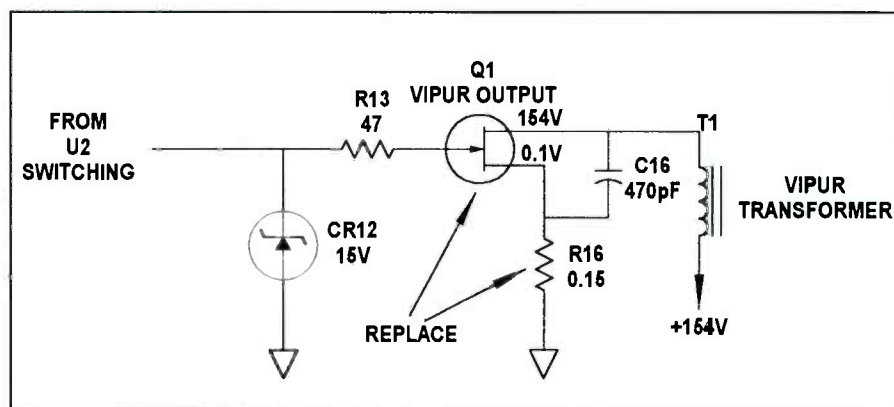 FROM
U2
SWITCHING
R13
47
Q1
VIPUR OUTPUT
154V
0.1V
T1
C16
470pF
VIPUR
TRANSFORMER
CR12
15V
R16
0.15
REPLACE
+154V